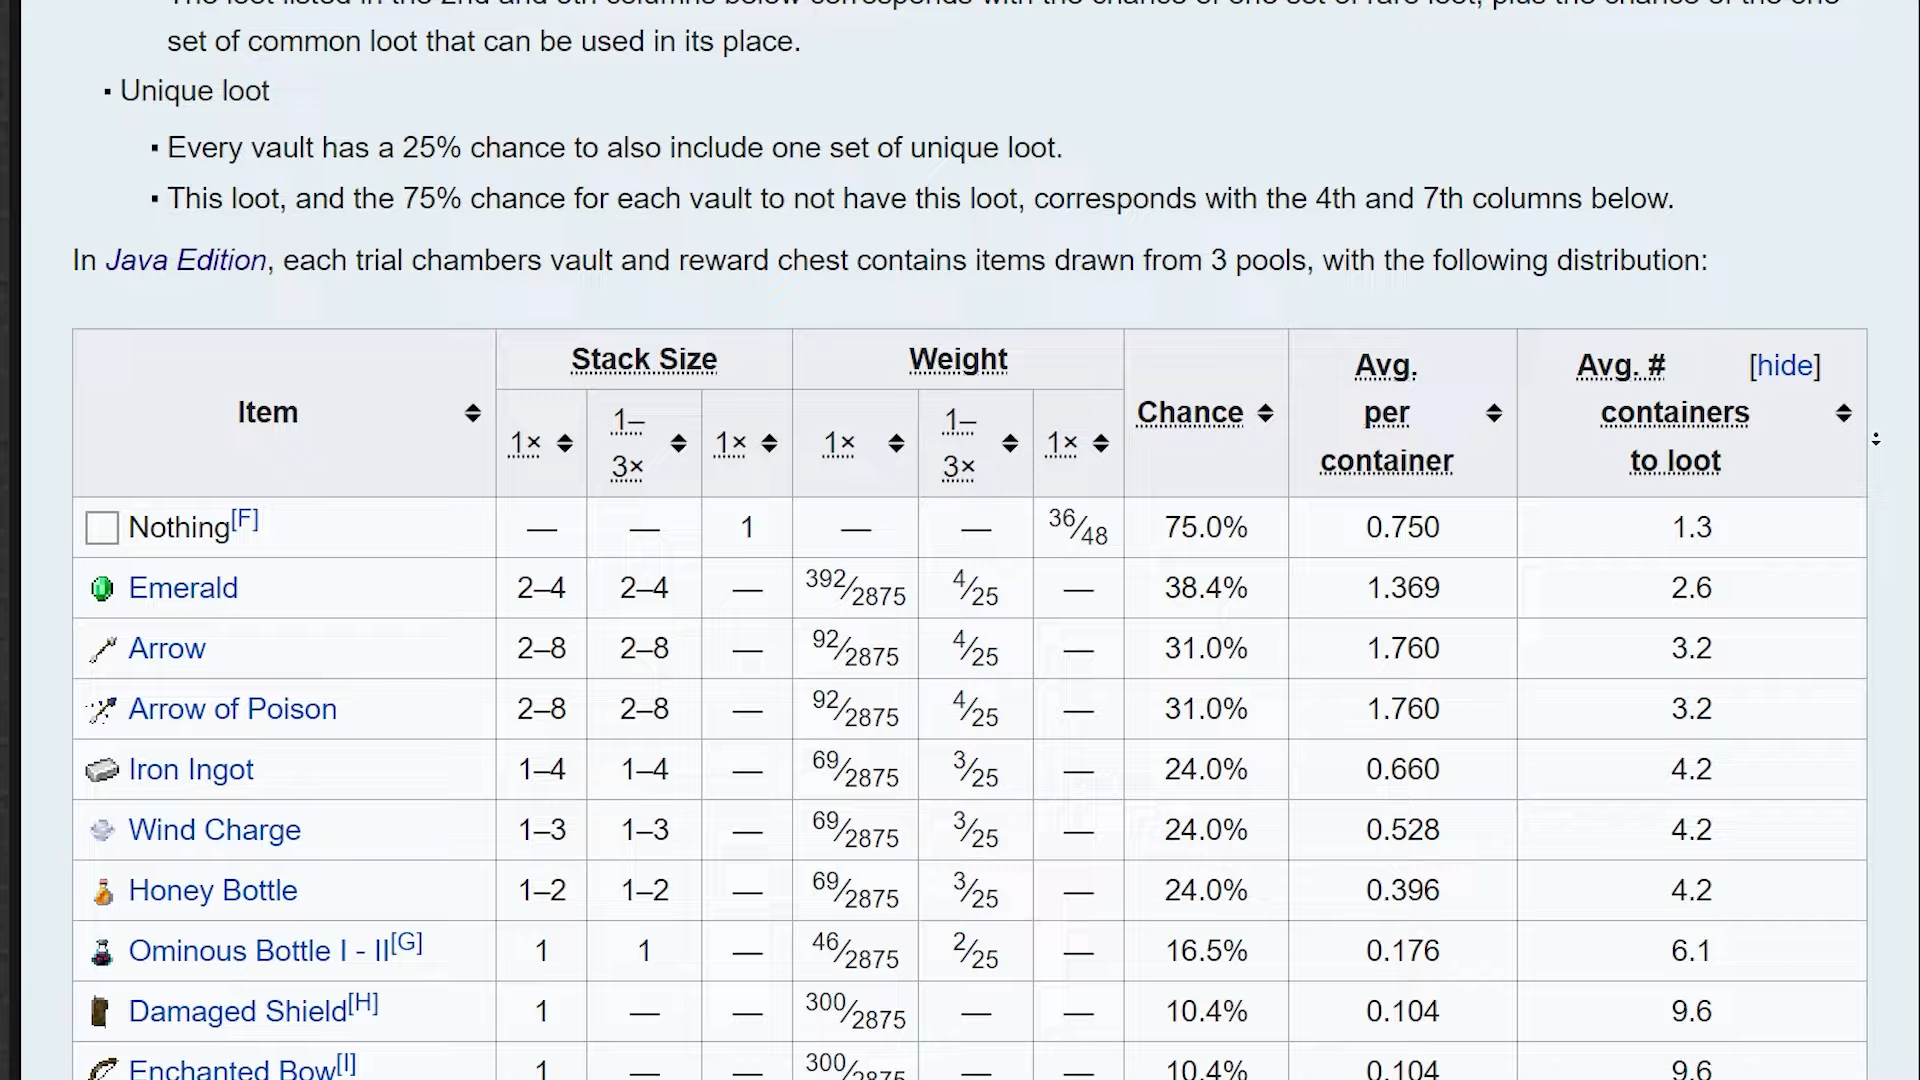 set of common loot that can be used in its place.
▪ Unique loot
▪ Every vault has a 25% chance to also include one set of unique loot.
▪ This loot, and the 75% chance for each vault to not have this loot, corresponds with the 4th and 7th columns below.
In Java Edition, each trial chambers vault and reward chest contains items drawn from 3 pools, with the following distribution:
Item Stack Size Weight Chance Avg. per container Avg. # containers to loot [hide]
1× 1–3× 1× 1× 1–3× 1×
Nothing[F] — — 1 — — 36⁄48 75.0% 0.750 1.3
Emerald 2–4 2–4 — 392⁄2875 4⁄25 — 38.4% 1.369 2.6
Arrow 2–8 2–8 — 92⁄2875 4⁄25 — 31.0% 1.760 3.2
Arrow of Poison 2–8 2–8 — 92⁄2875 4⁄25 — 31.0% 1.760 3.2
Iron Ingot 1–4 1–4 — 69⁄2875 3⁄25 — 24.0% 0.660 4.2
Wind Charge 1–3 1–3 — 69⁄2875 3⁄25 — 24.0% 0.528 4.2
Honey Bottle 1–2 1–2 — 69⁄2875 3⁄25 — 24.0% 0.396 4.2
Ominous Bottle I - II[G] 1 1 — 46⁄2875 2⁄25 — 16.5% 0.176 6.1
Damaged Shield[H] 1 — — 300⁄2875 — — 10.4% 0.104 9.6
Enchanted Bow[I] 1 — — 300⁄2875 — — 10.4% 0.104 9.6